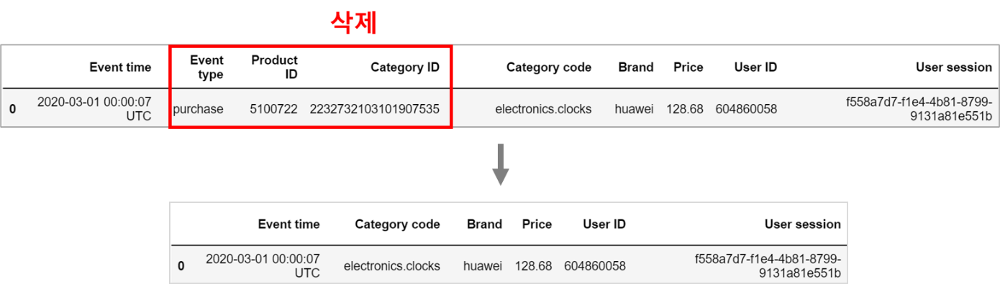 삭제
Event time Event type Product ID Category ID Category code Brand Price User ID User session
0 2020-03-01 00:00:07 UTC purchase 5100722 2232732103101907535 electronics.clocks huawei 128.68 604860058 f558a7d7-f1e4-4b81-8799-9131a81e551b
Event time Category code Brand Price User ID User session
0 2020-03-01 00:00:07 UTC electronics.clocks huawei 128.68 604860058 f558a7d7-f1e4-4b81-8799-9131a81e551b